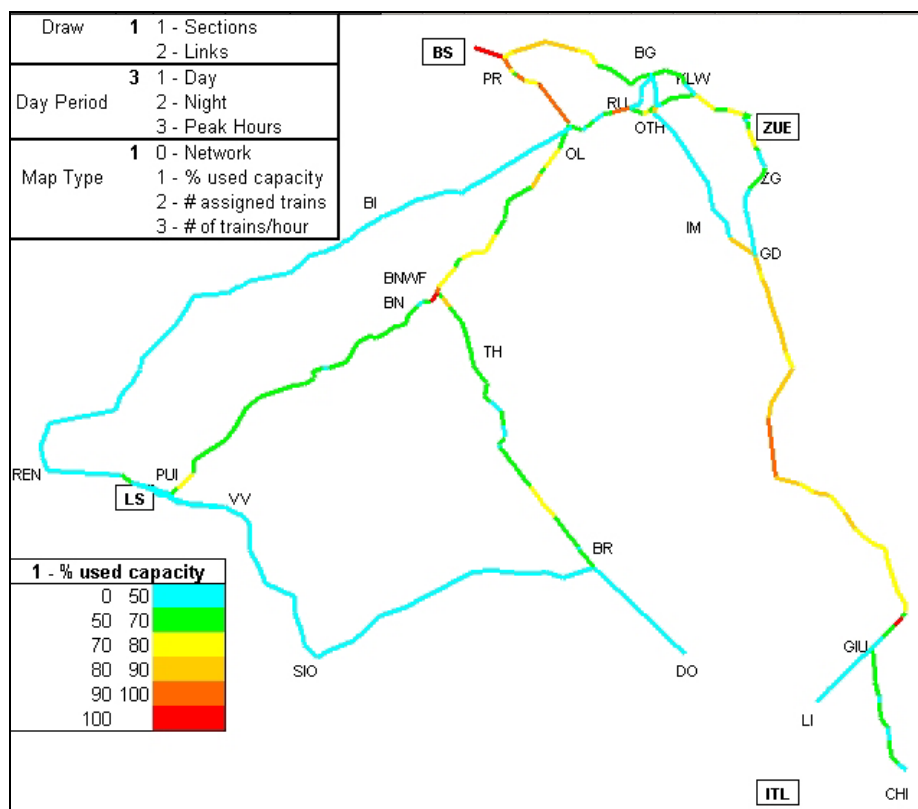 Draw 1 1 - Sections
2 - Links
Day Period 3 1 - Day
2 - Night
3 - Peak Hours
Map Type 1 0 - Network
1 - % used capacity
2 - # assigned trains
3 - # of trains/hour
BS
BG
PR
KLW
RU
OTH
ZUE
OL
ZG
BI
IM
GD
BNWF
BN
TH
REN
PUI
LS
VV
BR
1 - % used capacity
0 50
50 70
70 80
80 90
90 100
100
SIO
DO
GIU
LI
ITL
CHI